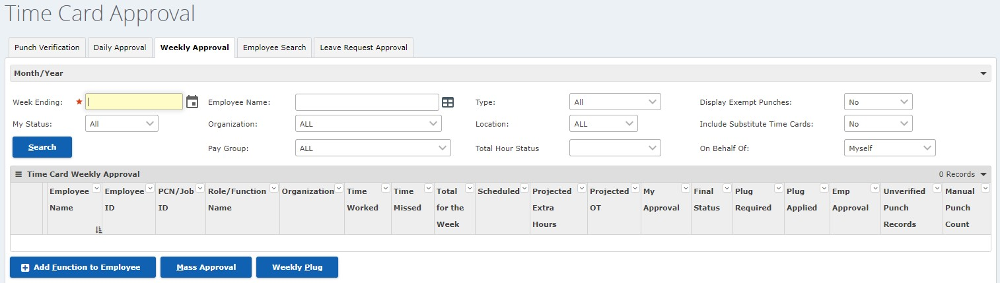 Time Card Approval
Punch Verification Daily Approval Weekly Approval Employee Search Leave Request Approval
Month/Year
Week Ending: Employee Name: Type: All Display Exempt Punches: No
My Status: All Organization: ALL Location: ALL Include Substitute Time Cards: No
Search Pay Group: ALL Total Hour Status On Behalf Of: Myself
Time Card Weekly Approval 0 Records
Employee Employee PCN/Job Role/Function Organization Time Time Total Scheduled Projected Projected My Final Plug Plug Emp Unverified Manual
Name ID ID Name Worked Missed for the Extra OT Approval Status Required Applied Approval Punch Punch
Week Hours Records Count
Add Function to Employee Mass Approval Weekly Plug